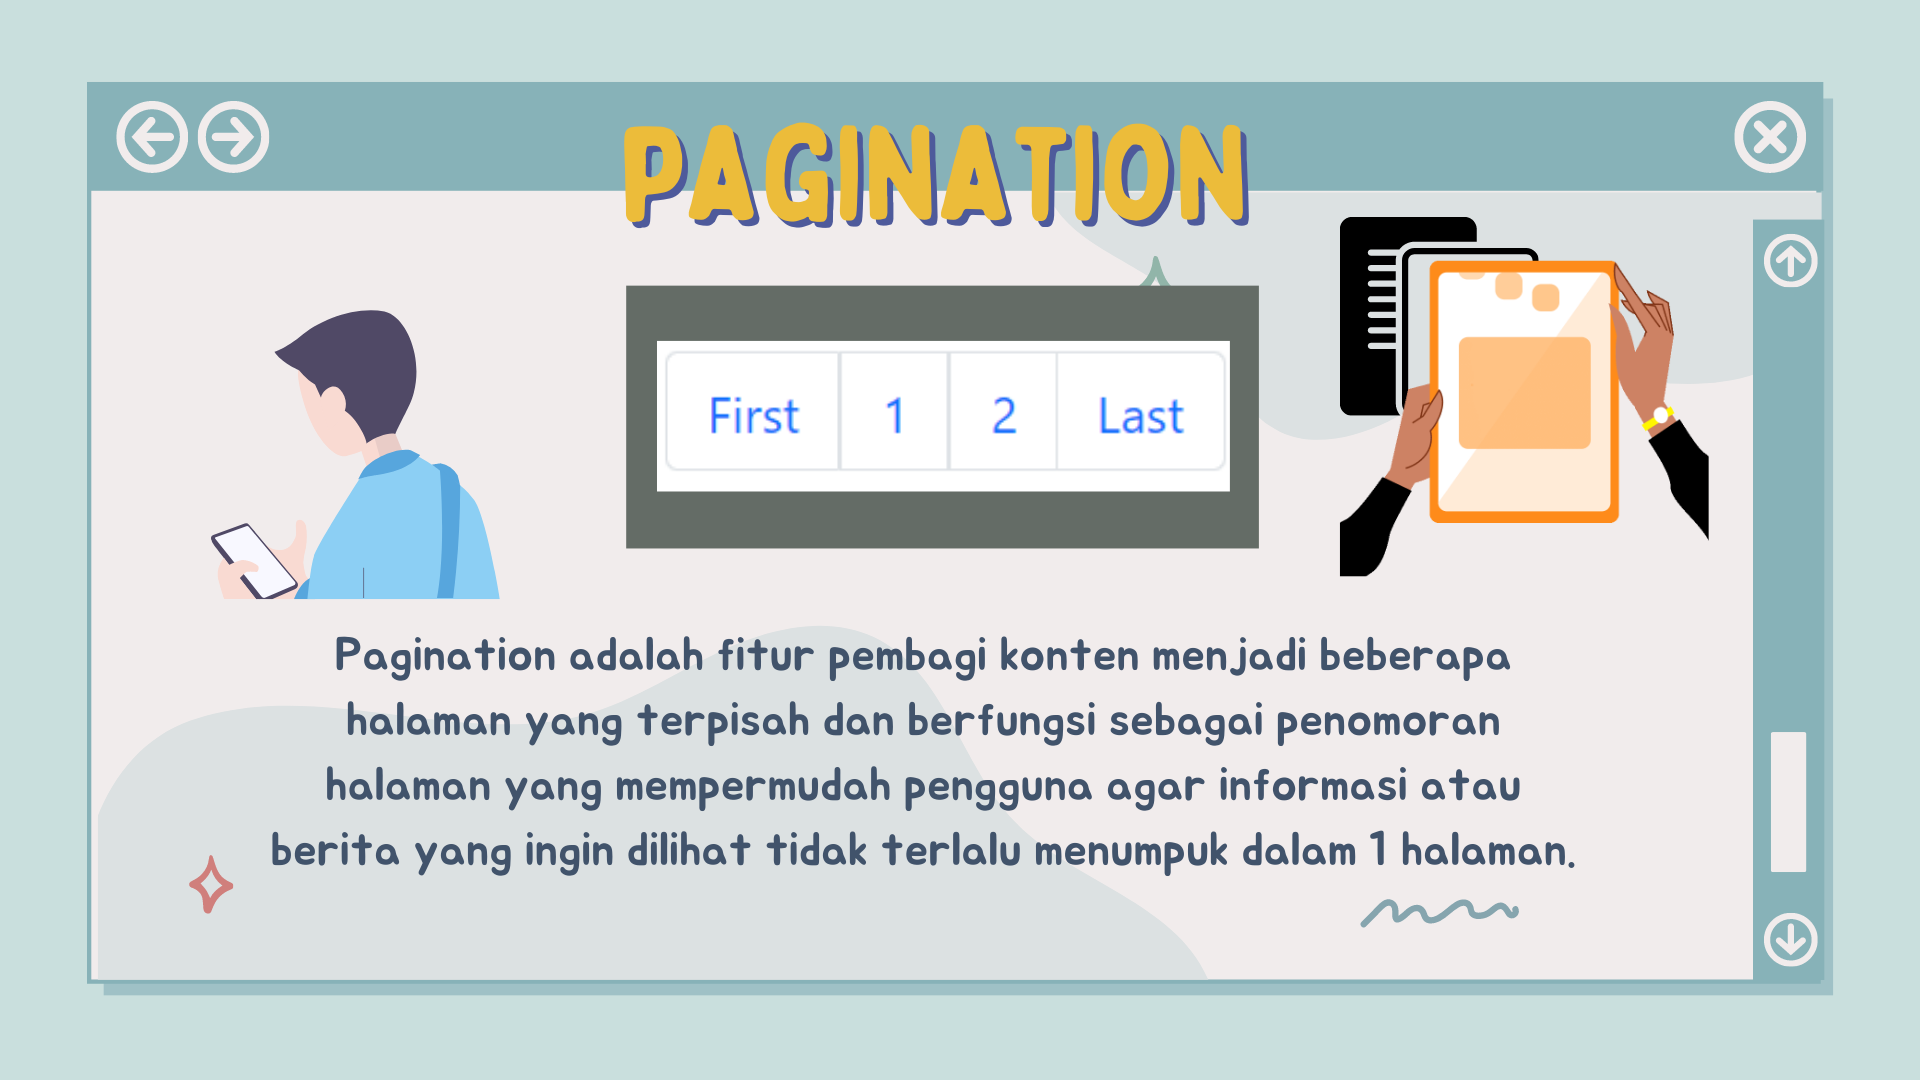 PAGINATION
First 1 2 Last
Pagination adalah fitur pembagi konten menjadi beberapa
halaman yang terpisah dan berfungsi sebagai penomoran
halaman yang mempermudah pengguna agar informasi atau
berita yang ingin dilihat tidak terlalu menumpuk dalam 1 halaman.